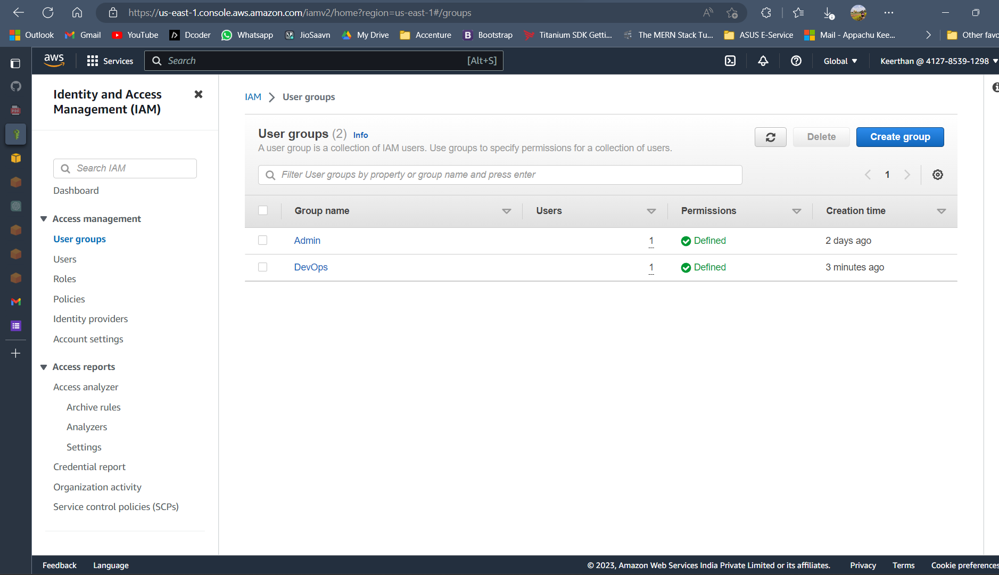 https://us-east-1.console.aws.amazon.com/iamv2/home?region=us-east-1#/groups
Outlook Gmail YouTube Dcoder Whatsapp JioSaavn My Drive Accenture Bootstrap Titanium SDK Getti... The MERN Stack Tu... ASUS E-Service Mail - Appachu Kee... Other favo
aws Services Search [Alt+S] Global Keerthan @ 4127-8539-1298
Identity and Access
Management (IAM)
Search IAM
Dashboard
Access management
User groups
Users
Roles
Policies
Identity providers
Account settings
Access reports
Access analyzer
Archive rules
Analyzers
Settings
Credential report
Organization activity
Service control policies (SCPs)
IAM User groups
User groups (2) Info
A user group is a collection of IAM users. Use groups to specify permissions for a collection of users.
Delete Create group
Filter User groups by property or group name and press enter
1
Group name Users Permissions Creation time
Admin 1 Defined 2 days ago
DevOps 1 Defined 3 minutes ago
Feedback Language © 2023, Amazon Web Services India Private Limited or its affiliates. Privacy Terms Cookie preferences